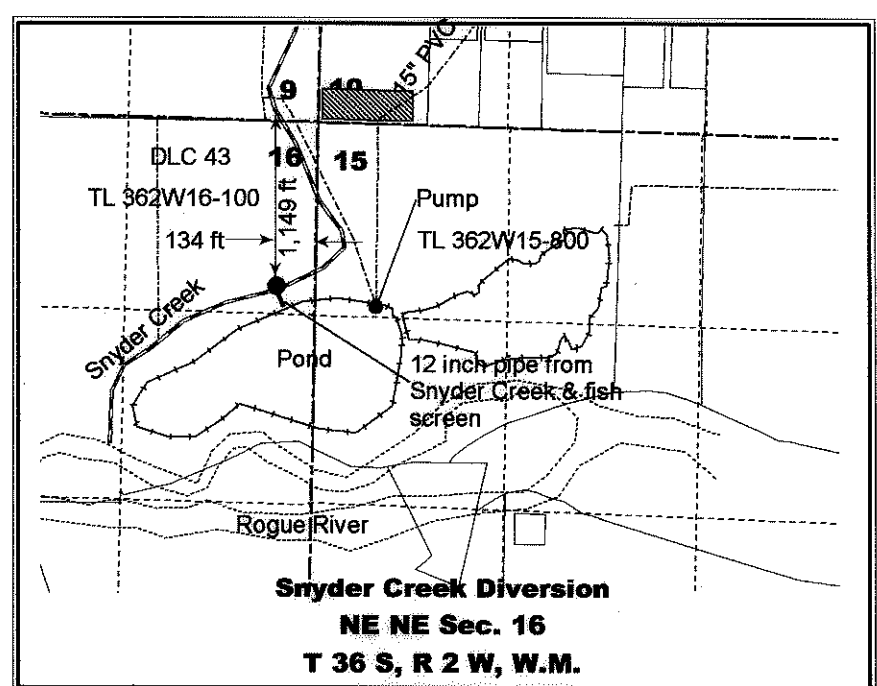 15" PVC
9 10
DLC 43 16 15
TL 362W16-100
1,149 ft
Pump
134 ft
TL 362W15-800
Snyder Creek
Pond
12 inch pipe from
Snyder Creek & fish
screen
Rogue River
Snyder Creek Diversion
NE NE Sec. 16
T 36 S, R 2 W, W.M.